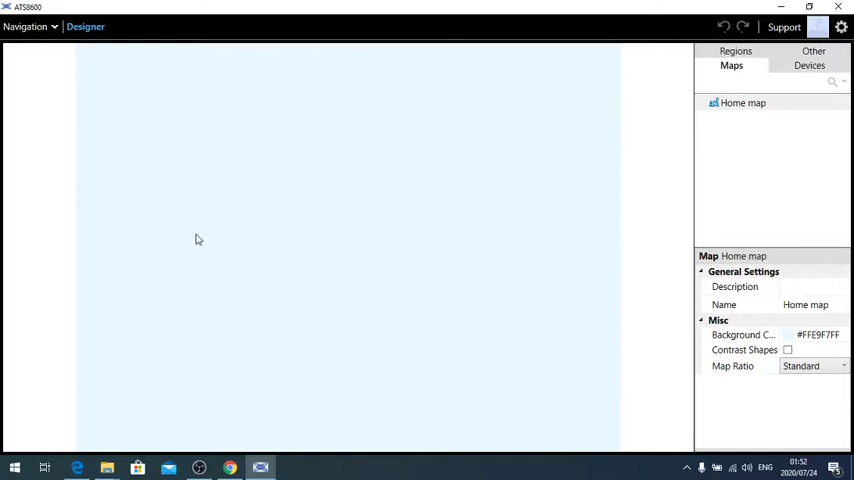 ATS8600
Navigation Designer Support
Regions Other
Maps Devices
Home map
Map Home map
General Settings
Description
Name Home map
Misc
Background C... #FFE9F7FF
Contrast Shapes
Map Ratio Standard
ENG 01:52
2020/07/24
5